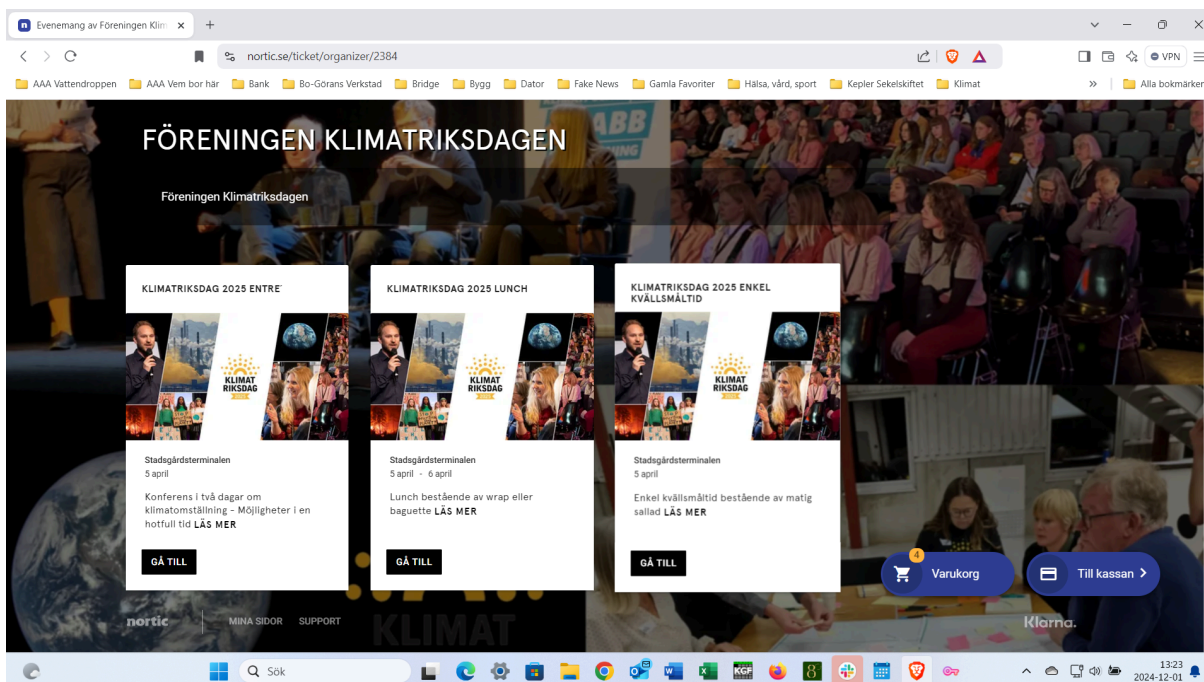 Evenemang av Föreningen Klim
nortic.se/ticket/organizer/2384
VPN
AAA Vattendroppen
AAA Vem bor här
Bank
Bo-Görans Verkstad
Bridge
Bygg
Dator
Fake News
Gamla Favoriter
Hälsa, vård, sport
Kepler Sekelskiftet
Klimat
Alla bokmärken
FÖRENINGEN KLIMATRIKSDAGEN
Föreningen Klimatriksdagen
KLIMATRIKSDAG 2025 ENTRE´
KLIMAT
RIKSDAG
2025
Stadsgårdsterminalen
5 april
Konferens i två dagar om
klimatomställning - Möjligheter i en
hotfull tid LÄS MER
GÅ TILL
KLIMATRIKSDAG 2025 LUNCH
KLIMAT
RIKSDAG
2025
Stadsgårdsterminalen
5 april - 6 april
Lunch bestående av wrap eller
baguette LÄS MER
GÅ TILL
KLIMATRIKSDAG 2025 ENKEL
KVÄLLSMÅLTID
KLIMAT
RIKSDAG
2025
Stadsgårdsterminalen
5 april
Enkel kvällsmåltid bestående av matig
sallad LÄS MER
GÅ TILL
4
Varukorg
Till kassan
nortic
MINA SIDOR
SUPPORT
KLIMAT
Klarna.
Sök
KGF
13:23
2024-12-01